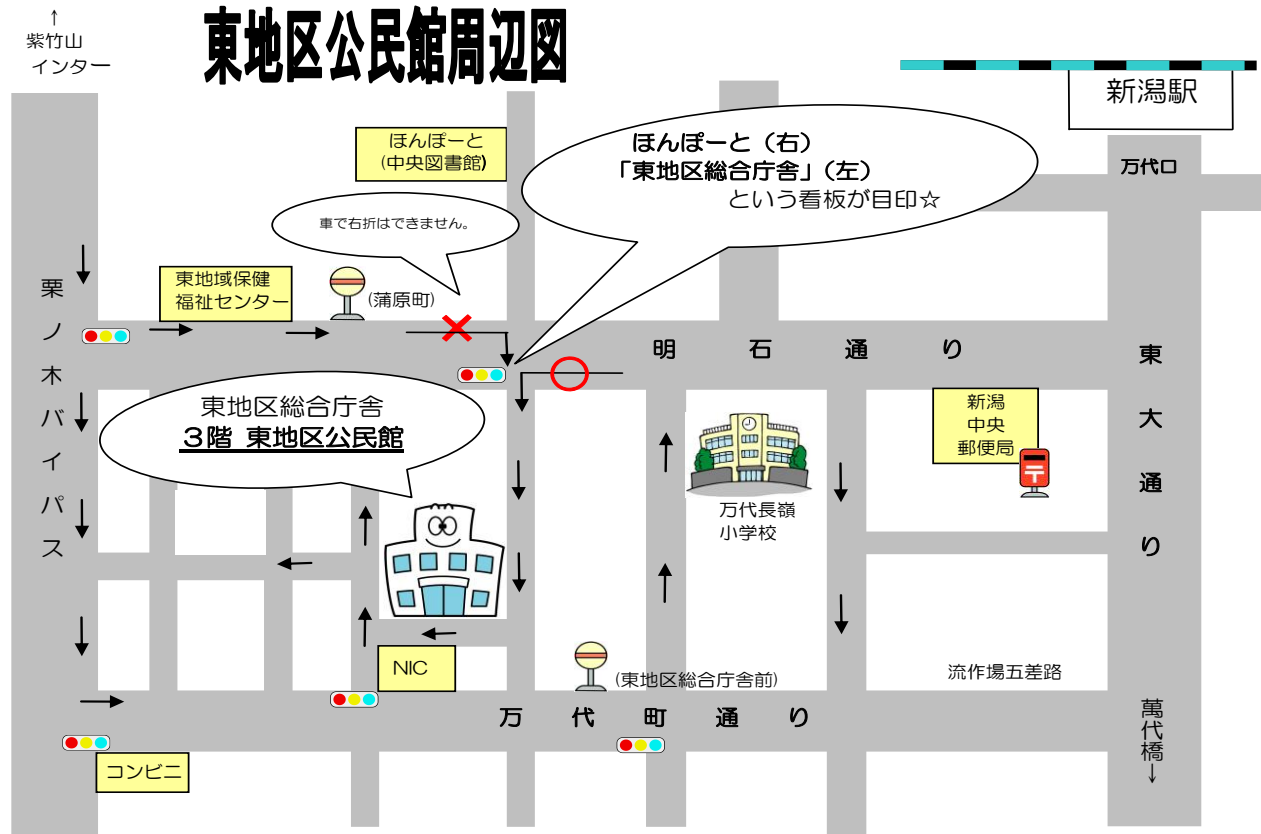 ↑
紫竹山
インター
東地区公民館周辺図
新潟駅
万代口
ほんぽーと
(中央図書館)
ほんぽーと（右）
「東地区総合庁舎」（左）
という看板が目印☆
車で右折はできません。
東地域保健
福祉センター
(蒲原町)
栗ノ木バイパス
明石通り
東大通り
東地区総合庁舎
３階 東地区公民館
新潟
中央
郵便局
万代長嶺
小学校
NIC
(東地区総合庁舎前)
流作場五差路
万代町通り
萬代橋→
コンビニ